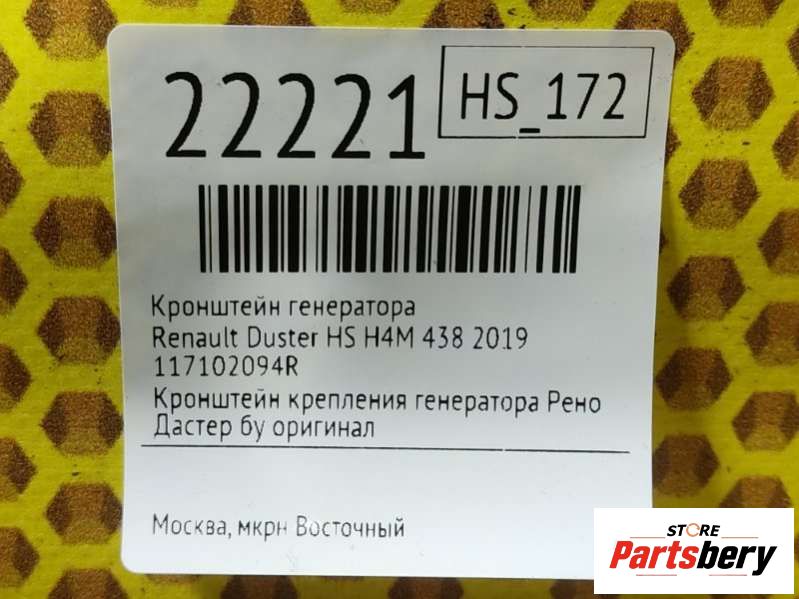 22221
HS_172
Кронштейн генератора
Renault Duster HS H4M 438 2019
117102094R
Кронштейн крепления генератора Рено
Дастер бу оригинал
Москва, мкрн Восточный
STORE
Partsbery